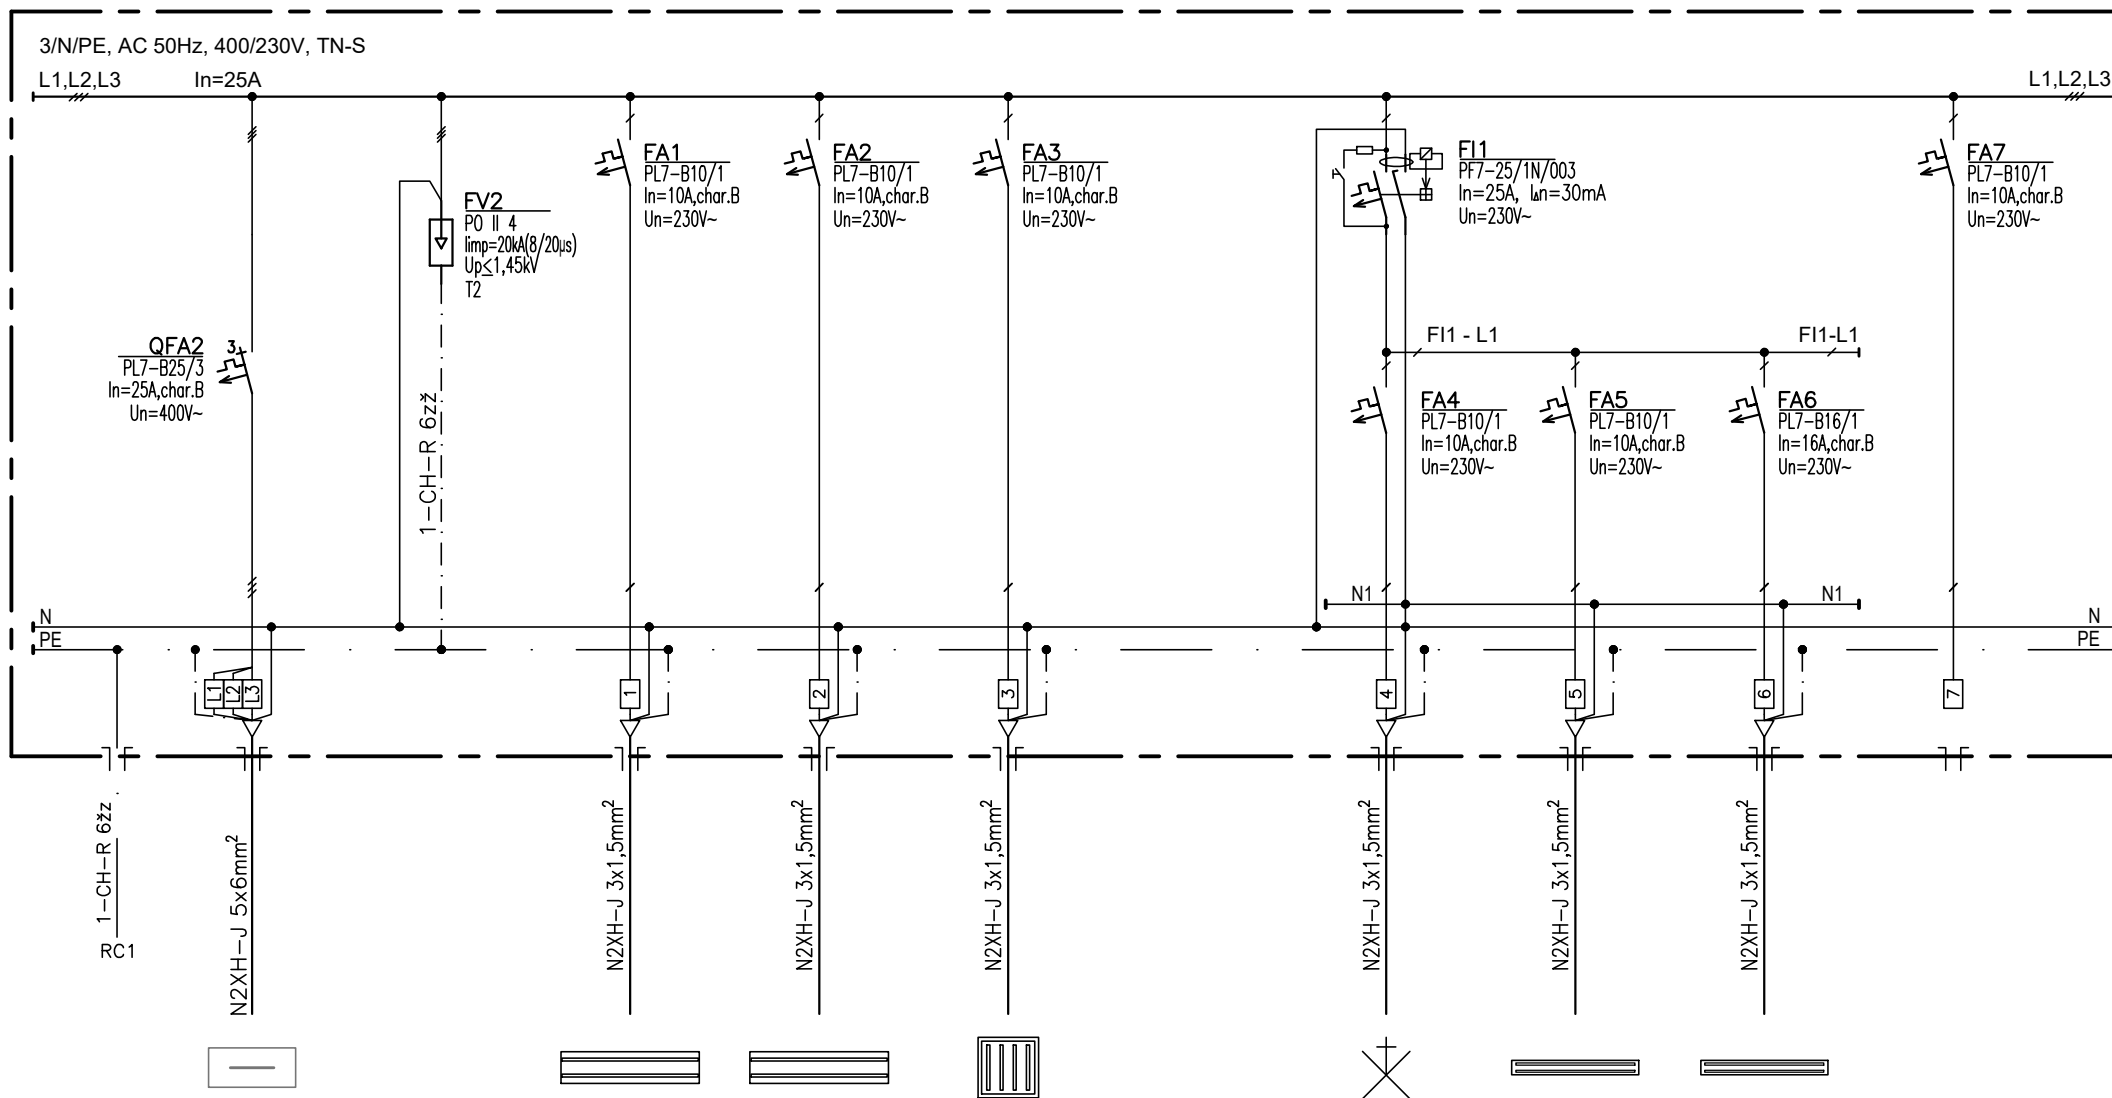 3/N/PE, AC 50Hz, 400/230V, TN-S
L1,L2,L3 In=25A L1,L2,L3
FV2
PO II 4
Iimp=20kA(8/20µs)
Up≤1,45kV
T2
FA1
PL7-B10/1
In=10A,char.B
Un=230V~
FA2
PL7-B10/1
In=10A,char.B
Un=230V~
FA3
PL7-B10/1
In=10A,char.B
Un=230V~
FI1
PF7-25/1N/003
In=25A, IΔn=30mA
Un=230V~
FA7
PL7-B10/1
In=10A,char.B
Un=230V~
QFA2
3
PL7-B25/3
In=25A,char.B
Un=400V~
1-CH-R 6zž
FI1 - L1 FI1-L1
FA4
PL7-B10/1
In=10A,char.B
Un=230V~
FA5
PL7-B10/1
In=10A,char.B
Un=230V~
FA6
PL7-B16/1
In=16A,char.B
Un=230V~
N1 N1
N N
PE PE
L1 L2 L3 1 2 3 4 5 6 7
1-CH-R 6zž
RC1
N2XH-J 5x6mm²
N2XH-J 3x1,5mm²
N2XH-J 3x1,5mm²
N2XH-J 3x1,5mm²
N2XH-J 3x1,5mm²
N2XH-J 3x1,5mm²
N2XH-J 3x1,5mm²